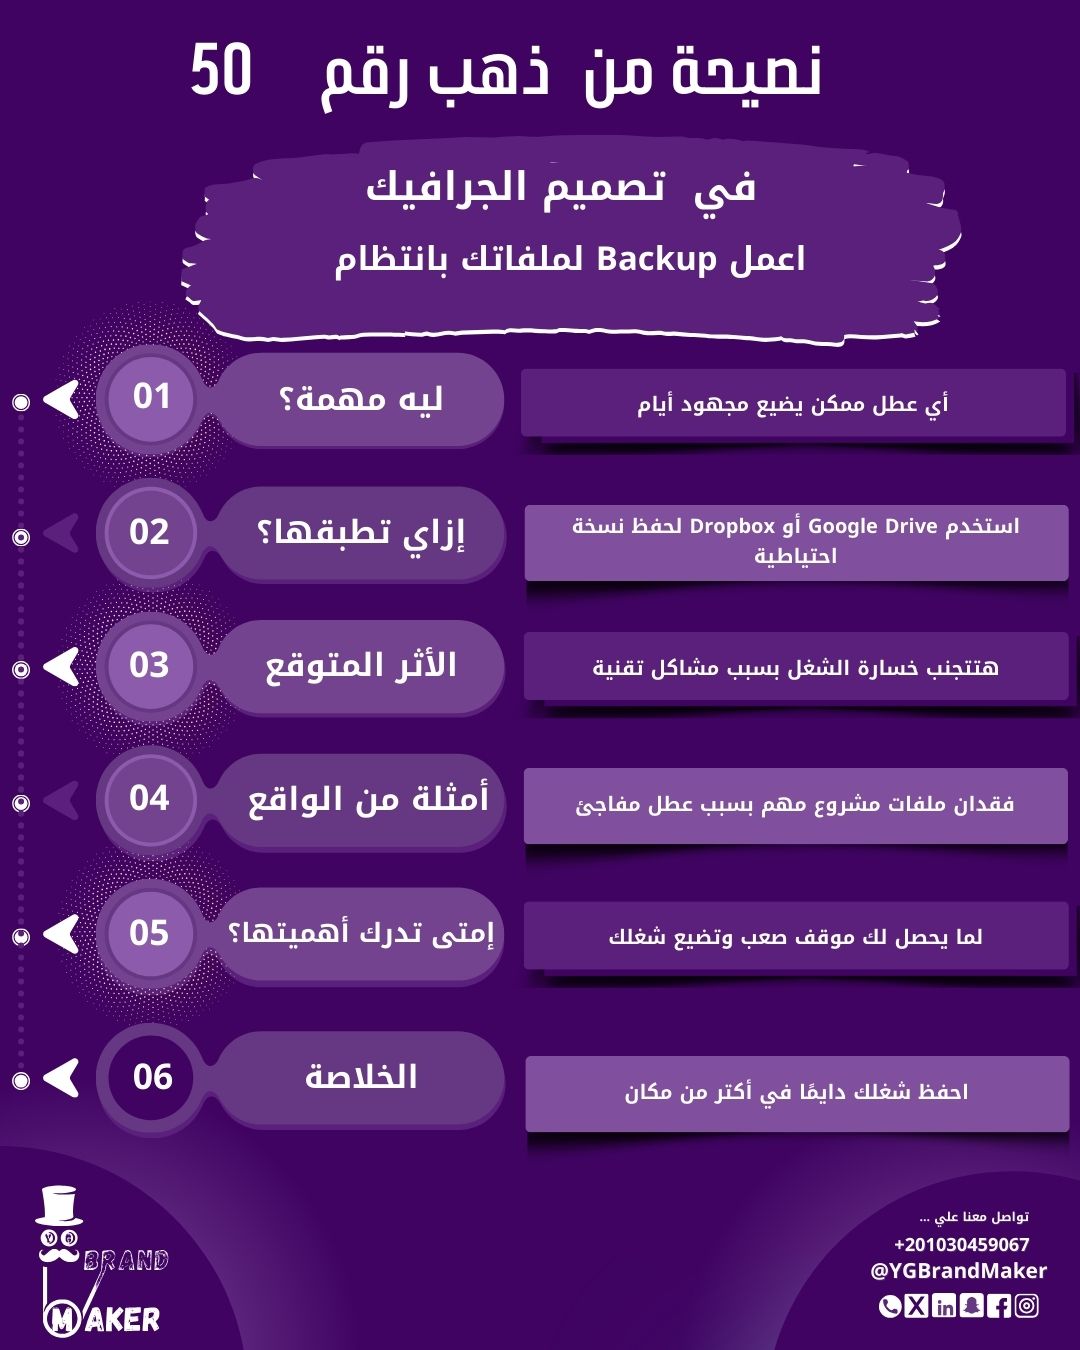 نصيحة من ذهب رقم 50
في تصميم الجرافيك
اعمل Backup لملفاتك بانتظام
01
ليه مهمة؟
أي عطل ممكن يضيع مجهود أيام
02
إزاي تطبقها؟
استخدم Google Drive أو Dropbox لحفظ نسخة
احتياطية
03
الأثر المتوقع
هتتجنب خسارة الشغل بسبب مشاكل تقنية
04
أمثلة من الواقع
فقدان ملفات مشروع مهم بسبب عطل مفاجئ
05
إمتى تدرك أهميتها؟
لما يحصل لك موقف صعب وتضيع شغلك
06
الخلاصة
احفظ شغلك دايمًا في أكتر من مكان
تواصل معنا علي ...
+201030459067
@YGBrandMaker
YG
BRAND
MAKER